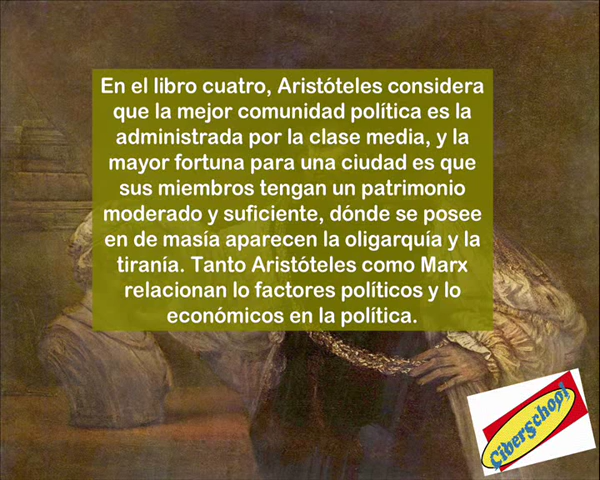 En el libro cuatro, Aristóteles considera
que la mejor comunidad política es la
administrada por la clase media, y la
mayor fortuna para una ciudad es que
sus miembros tengan un patrimonio
moderado y suficiente, dónde se posee
en de masía aparecen la oligarquía y la
tiranía. Tanto Aristóteles como Marx
relacionan lo factores políticos y lo
económicos en la política.
CiberSchool